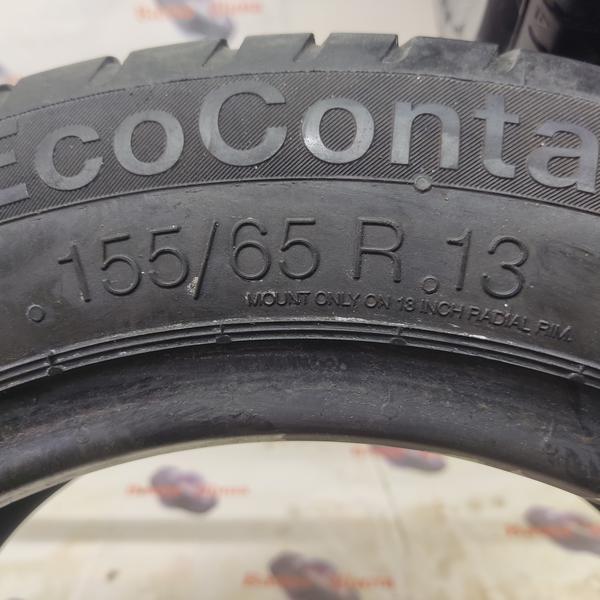 EcoConta
155/65 R 13
MOUNT ONLY ON 13 INCH RADIAL RIM.